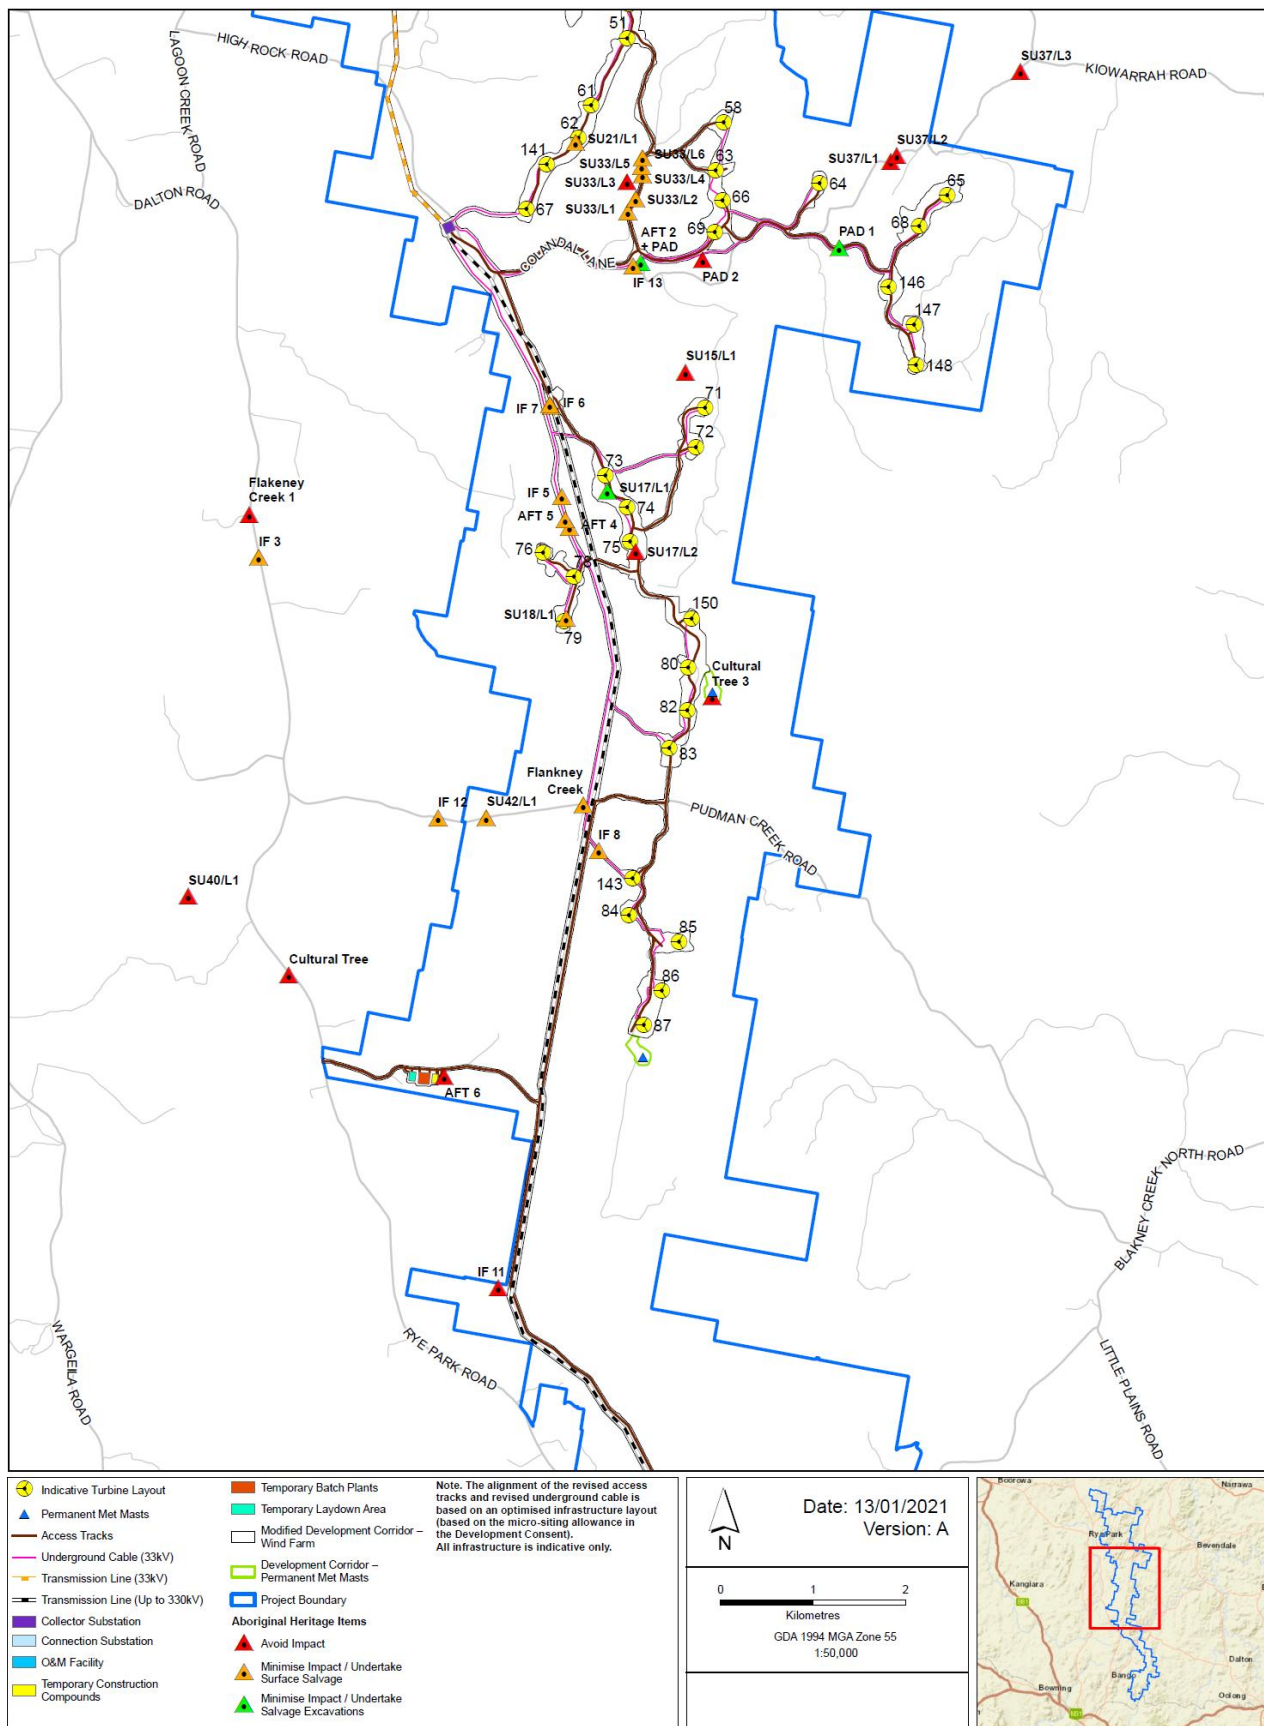 51
HIGH ROCK ROAD
LAGOON CREEK ROAD
SU37/L3
KIOWARRAH ROAD
61
58
62
SU21/L1
141
SU33/L6
SU33/L5
63
SU37/L2
SU37/L1
SU33/L4
SU33/L3
64
65
DALTON ROAD
SU33/L2
66
67
SU33/L1
68
69
AFT 2
+ PAD
PAD 1
COLANDAL LANE
IF 13
PAD 2
146
147
148
SU15/L1
71
IF 7
IF 6
72
73
Flakeney
Creek 1
IF 5
SU17/L1
AFT 5
AFT 4
74
IF 3
76
75
SU17/L2
78
SU18/L1
79
150
80
Cultural
Tree 3
82
83
Flankney
Creek
IF 12
SU42/L1
PUDMAN CREEK ROAD
IF 8
143
SU40/L1
84
85
Cultural Tree
86
87
AFT 6
BLAKNEY CREEK NORTH ROAD
IF 11
WARGEILA ROAD
RYE PARK ROAD
LITTLE PLAINS ROAD
Indicative Turbine Layout
Permanent Met Masts
Access Tracks
Underground Cable (33kV)
Transmission Line (33kV)
Transmission Line (Up to 330kV)
Collector Substation
Connection Substation
O&M Facility
Temporary Construction
Compounds
Temporary Batch Plants
Temporary Laydown Area
Modified Development Corridor –
Wind Farm
Development Corridor –
Permanent Met Masts
Project Boundary
Aboriginal Heritage Items
Avoid Impact
Minimise Impact / Undertake
Surface Salvage
Minimise Impact / Undertake
Salvage Excavations
Note. The alignment of the revised access
tracks and revised underground cable is
based on an optimised infrastructure layout
(based on the micro-siting allowance in
the Development Consent).
All infrastructure is indicative only.
N
Date: 13/01/2021
Version: A
0 1 2
Kilometres
GDA 1994 MGA Zone 55
1:50,000
Boorowa
Narrawa
Rye Park
Bevendale
Kangiara
Dalton
Bango
Bowning
Oolong